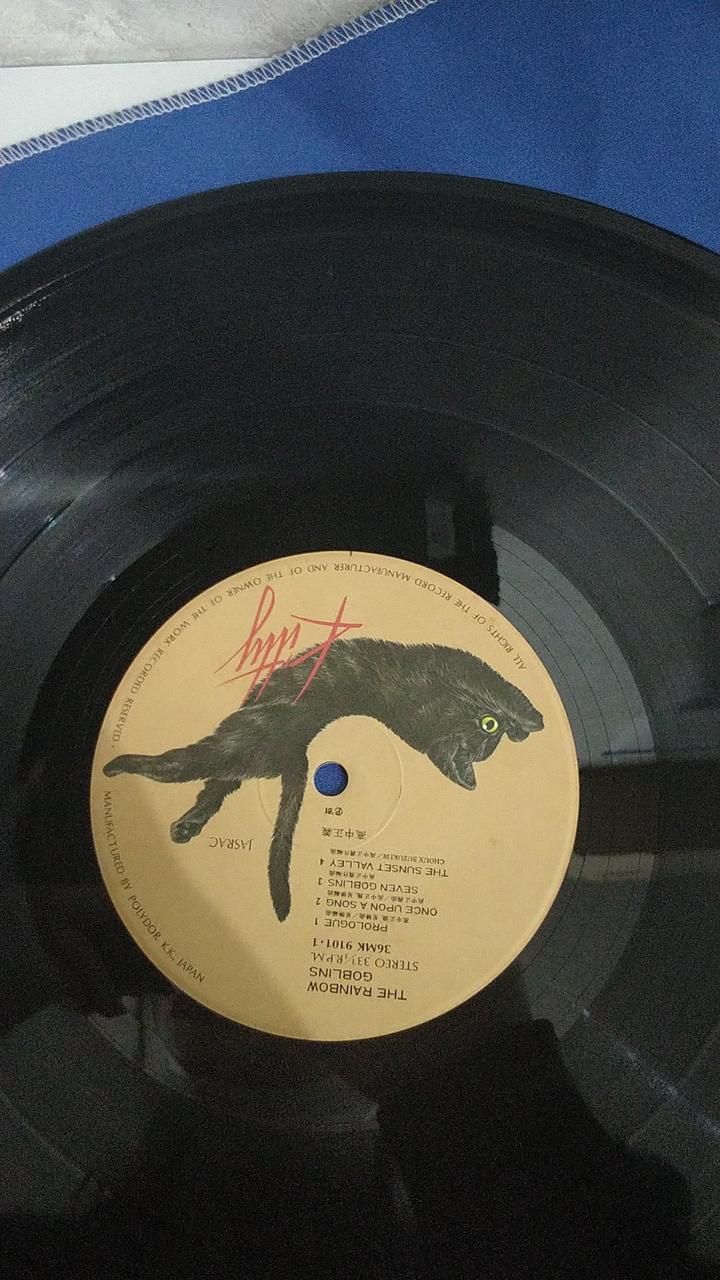 THE RAINBOW
GOBLINS
STEREO 33⅓ R.P.M.
36MK 9101·1
PROLOGUE 1
ONCE UPON A SONG 2
SEVEN GOBLINS 3
THE SUNSET VALLEY 4
CHOUX SUZUKI
高中正義
℗'81
JASRAC
Kitty
ALL RIGHTS OF THE RECORD MANUFACTURER AND OF THE OWNER OF THE WORK RECORDED RESERVED · MANUFACTURED BY POLYDOR K.K., JAPAN